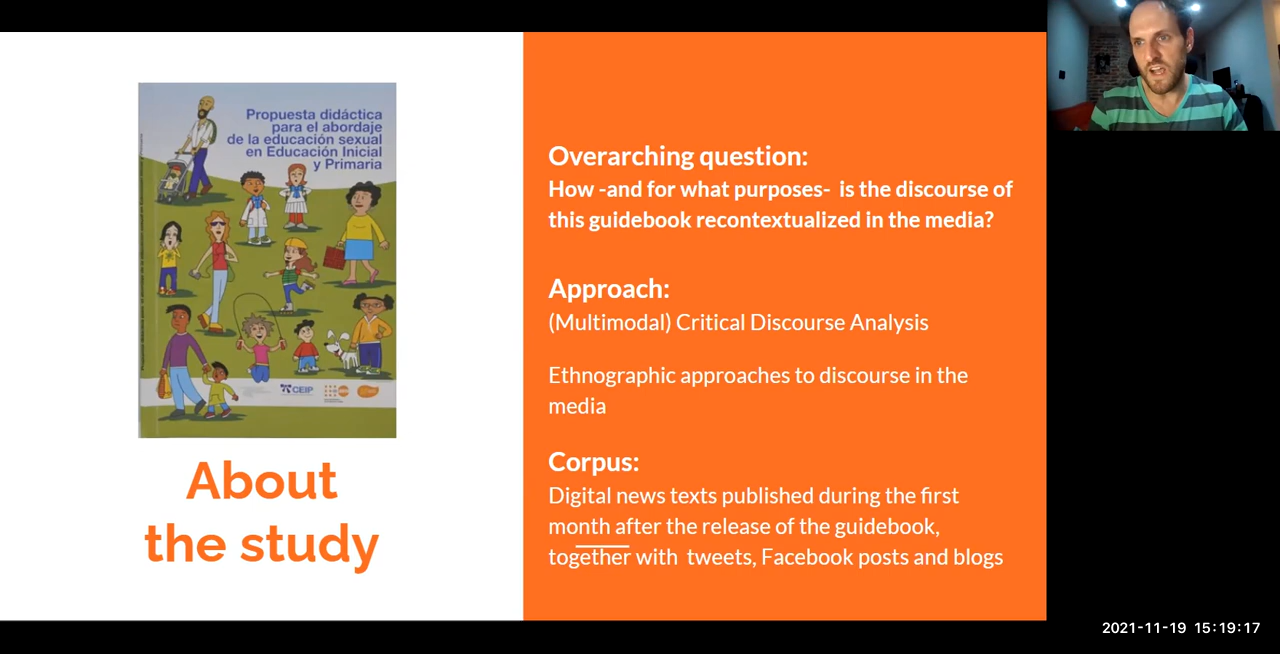 Propuesta didáctica
para el abordaje
de la educación sexual
en Educación Inicial
y Primaria
CEIP
About
the study
Overarching question:
How -and for what purposes- is the discourse of
this guidebook recontextualized in the media?
Approach:
(Multimodal) Critical Discourse Analysis
Ethnographic approaches to discourse in the
media
Corpus:
Digital news texts published during the first
month after the release of the guidebook,
together with tweets, Facebook posts and blogs
2021-11-19 15:19:17